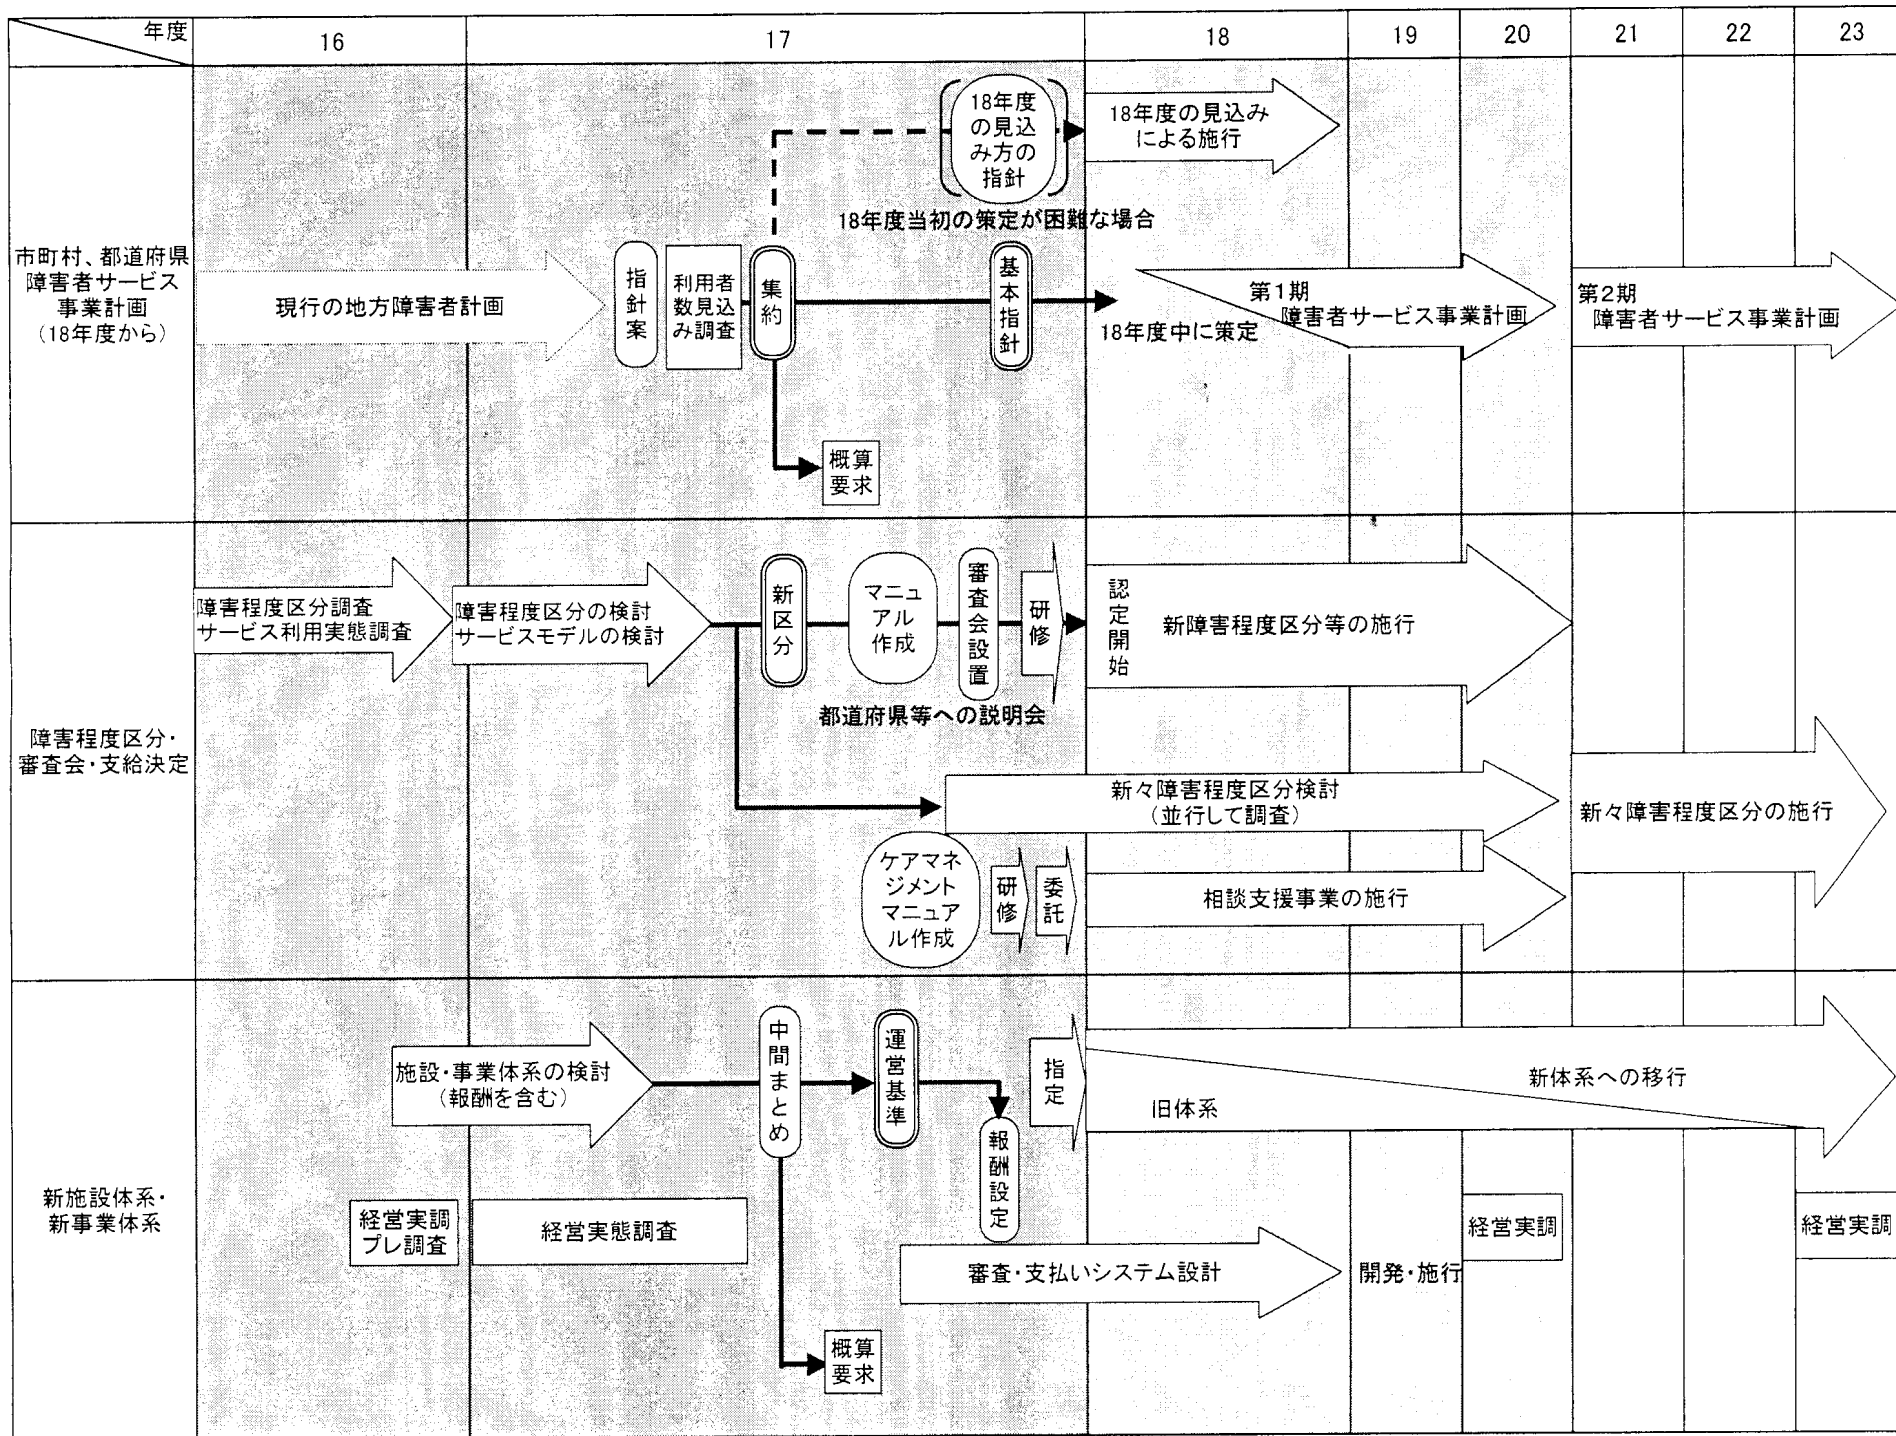 年度
16
17
18
19
20
21
22
23
市町村、都道府県
障害者サービス
事業計画
(18年度から)
現行の地方障害者計画
指針案
利用者
数見込
み調査
集約
18年度
の見込
み方の
指針
18年度当初の策定が困難な場合
基本指針
概算
要求
18年度の見込み
による施行
第1期
障害者サービス事業計画
18年度中に策定
第2期
障害者サービス事業計画
障害程度区分・
審査会・支給決定
障害程度区分調査
サービス利用実態調査
障害程度区分の検討
サービスモデルの検討
新区分
マニュ
アル
作成
審査会設置
研修
都道府県等への説明会
認定開始
新障害程度区分等の施行
新々障害程度区分検討
(並行して調査)
新々障害程度区分の施行
ケアマネ
ジメント
マニュア
ル作成
研修
委託
相談支援事業の施行
新施設体系・
新事業体系
施設・事業体系の検討
(報酬を含む)
中間まとめ
運営基準
報酬設定
指定
新体系への移行
旧体系
経営実調
プレ調査
経営実態調査
審査・支払いシステム設計
開発・施行
経営実調
経営実調
概算
要求